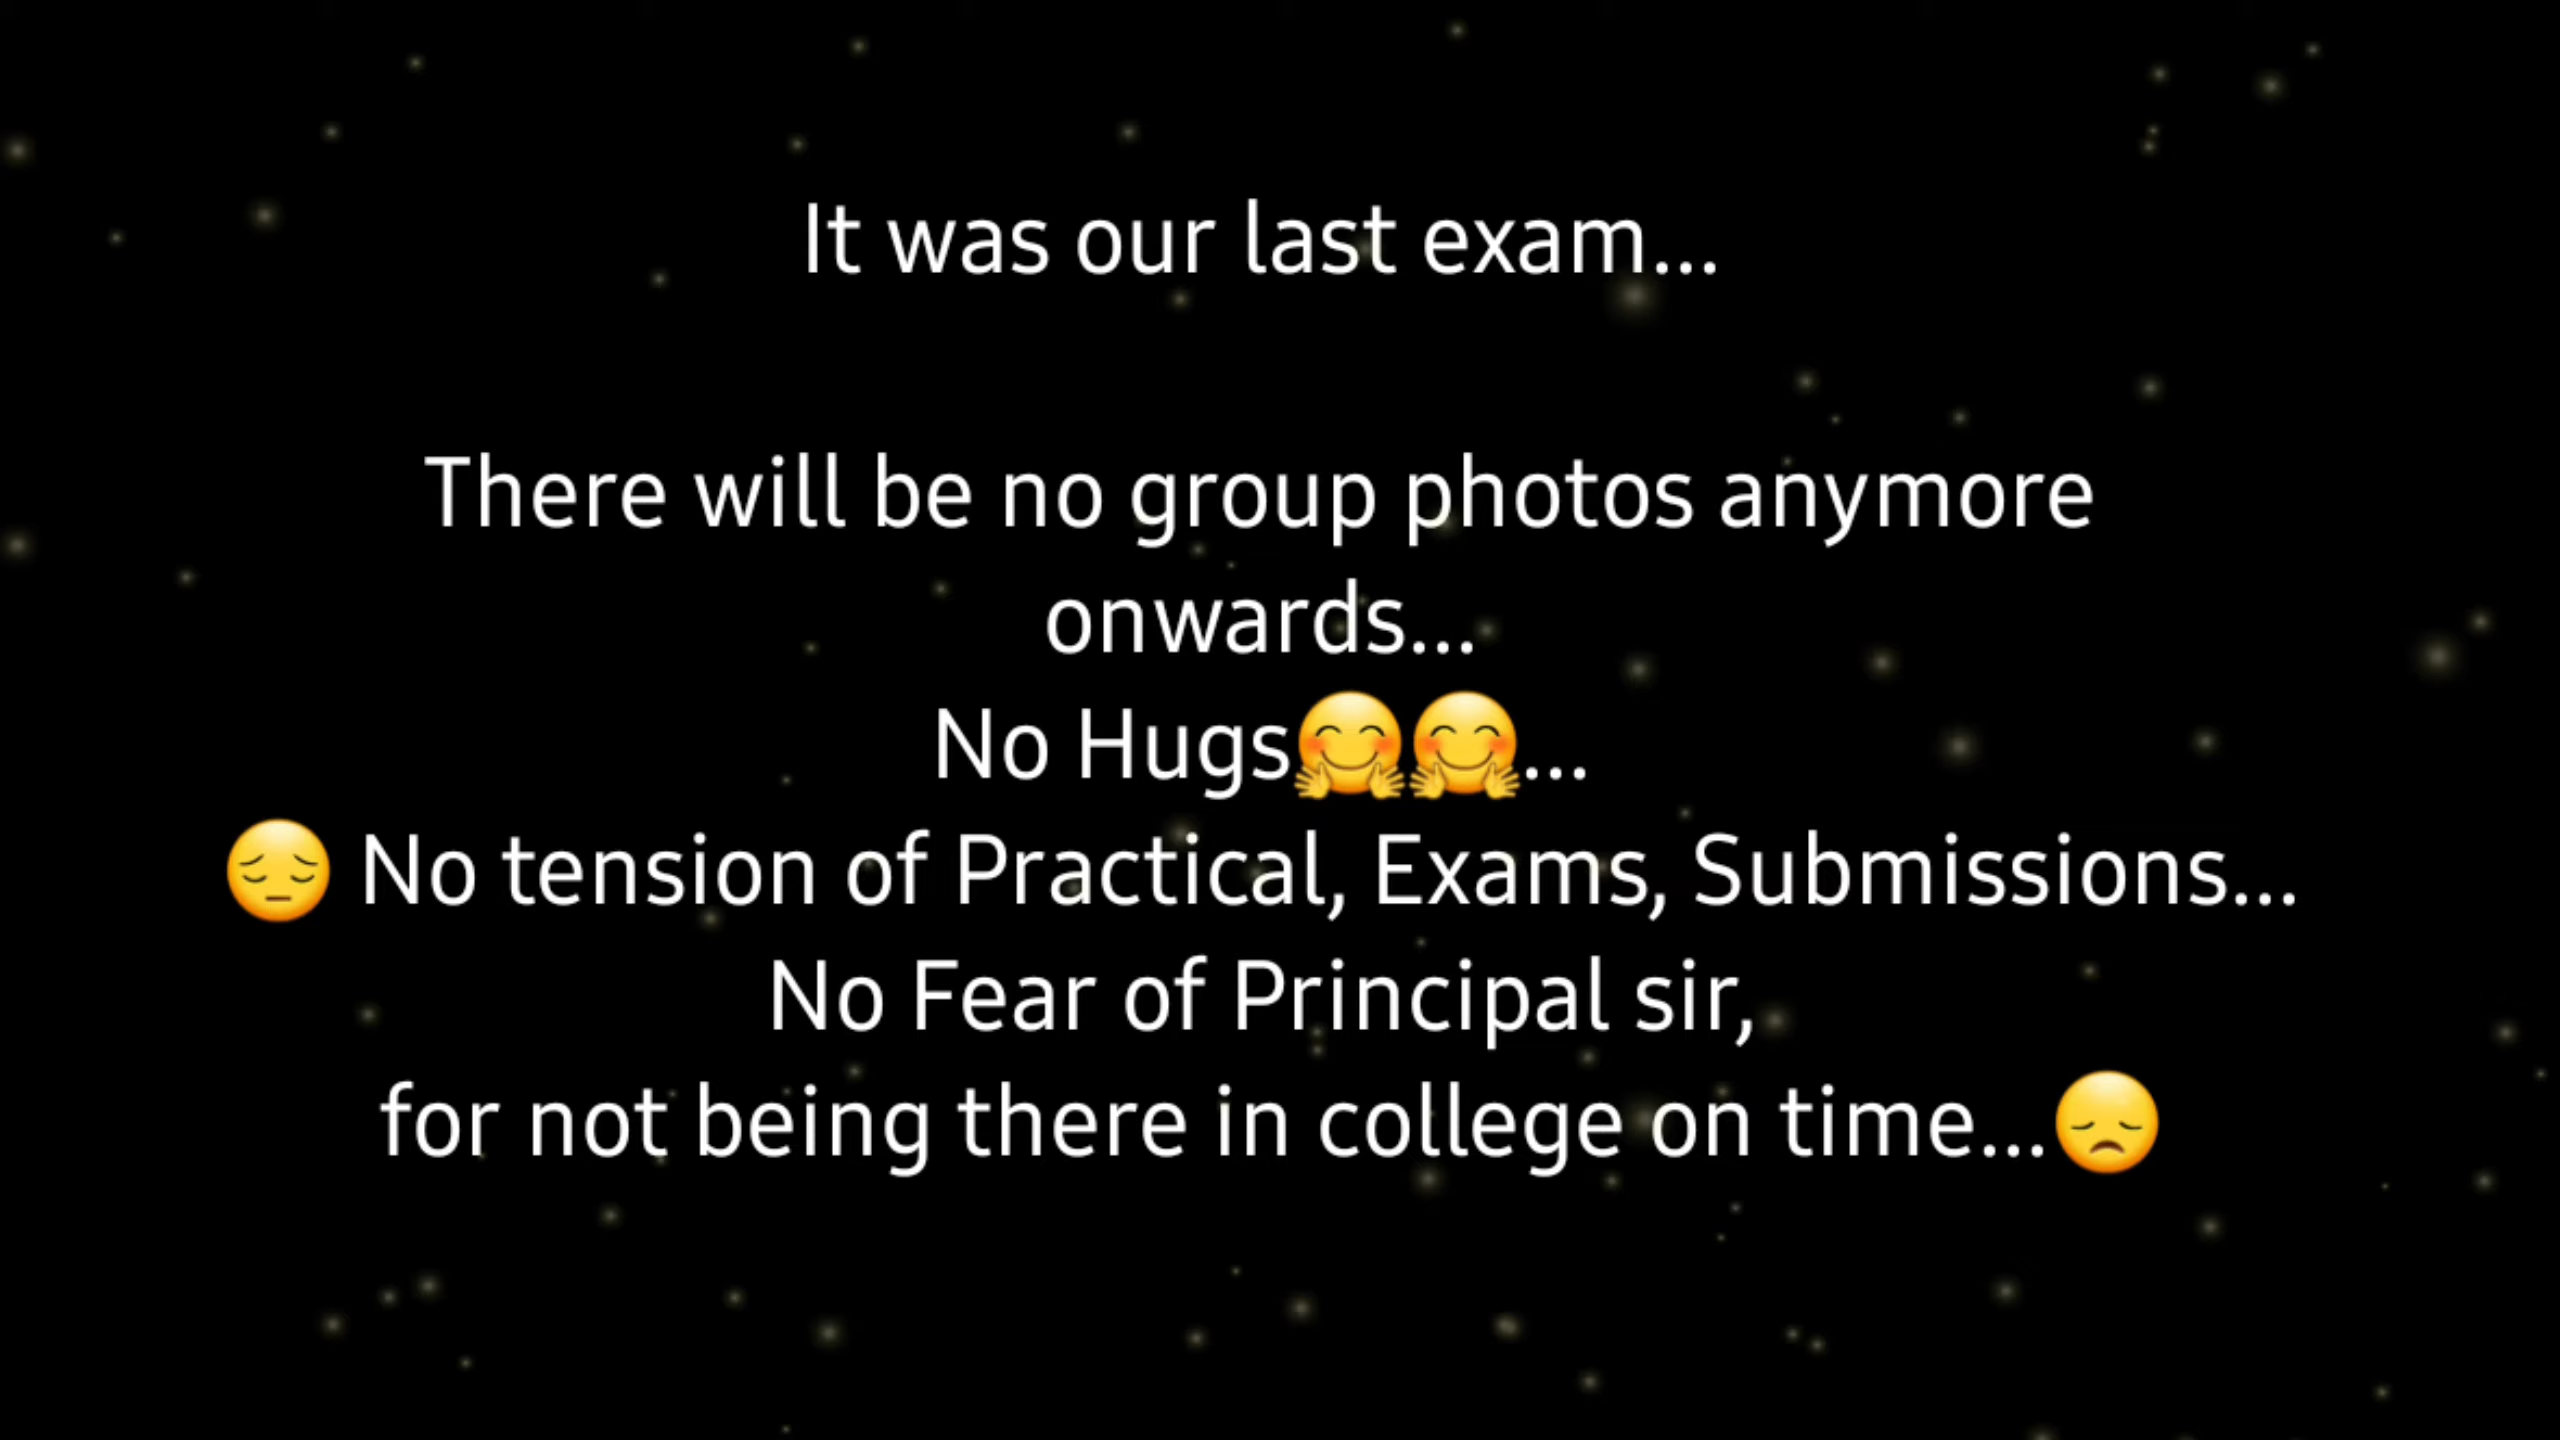 It was our last exam...
There will be no group photos anymore
onwards...
No Hugs🤗🤗...
😔 No tension of Practical, Exams, Submissions...
No Fear of Principal sir,
for not being there in college on time...😞